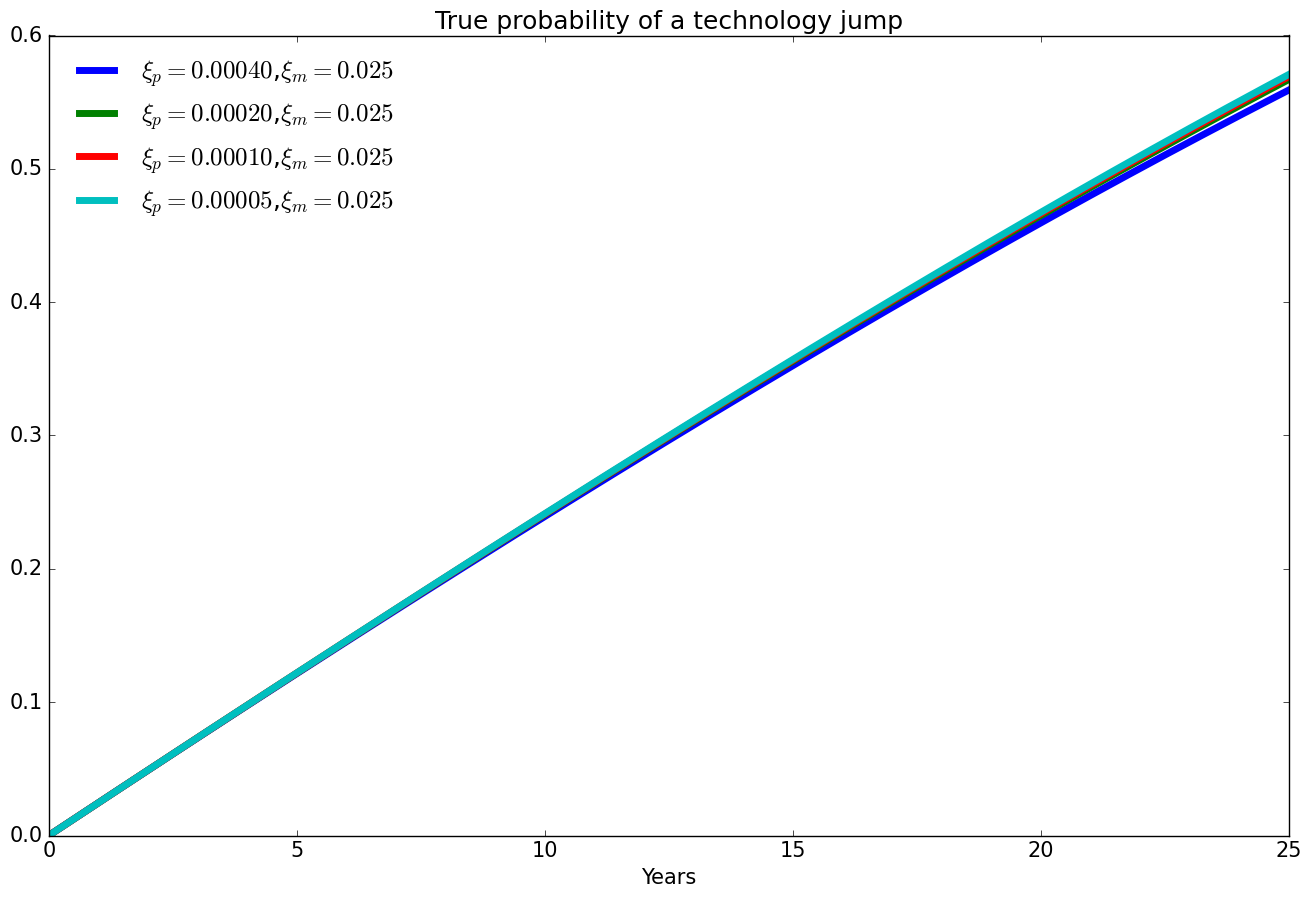 True probability of a technology jump
0.6
0.5
0.4
0.3
0.2
0.1
0.0
ξₚ = 0.00040,ξₘ = 0.025
ξₚ = 0.00020,ξₘ = 0.025
ξₚ = 0.00010,ξₘ = 0.025
ξₚ = 0.00005,ξₘ = 0.025
0 5 10 15 20 25
Years